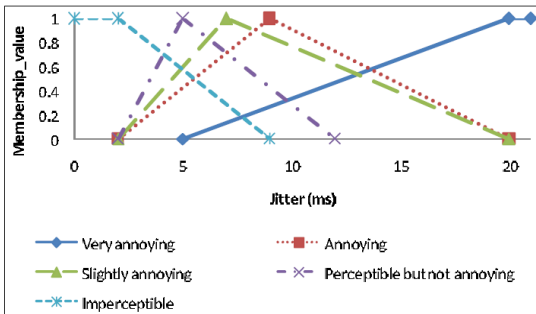 Membership_value
1
0.8
0.6
0.4
0.2
0
0 5 10 15 20
Jitter (ms)
Very annoying
Annoying
Slightly annoying
Perceptible but not annoying
Imperceptible